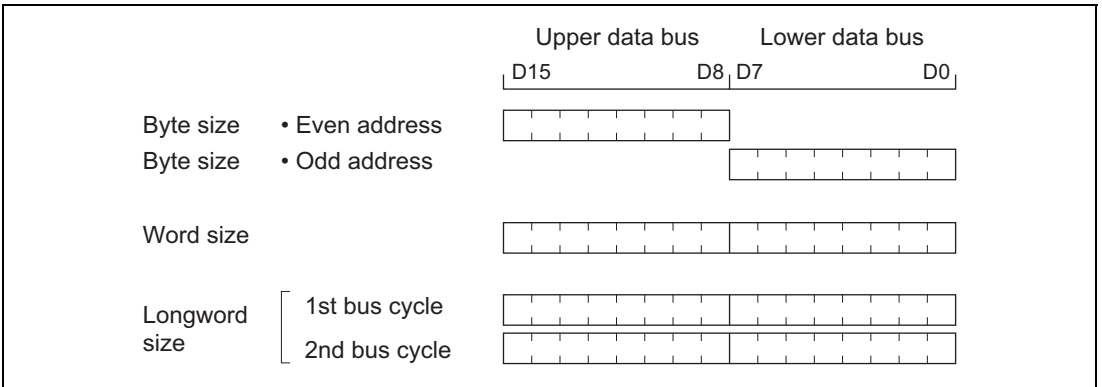 Upper data bus Lower data bus
D15 D8 D7 D0
Byte size • Even address
Byte size • Odd address
Word size
Longword size
1st bus cycle
2nd bus cycle